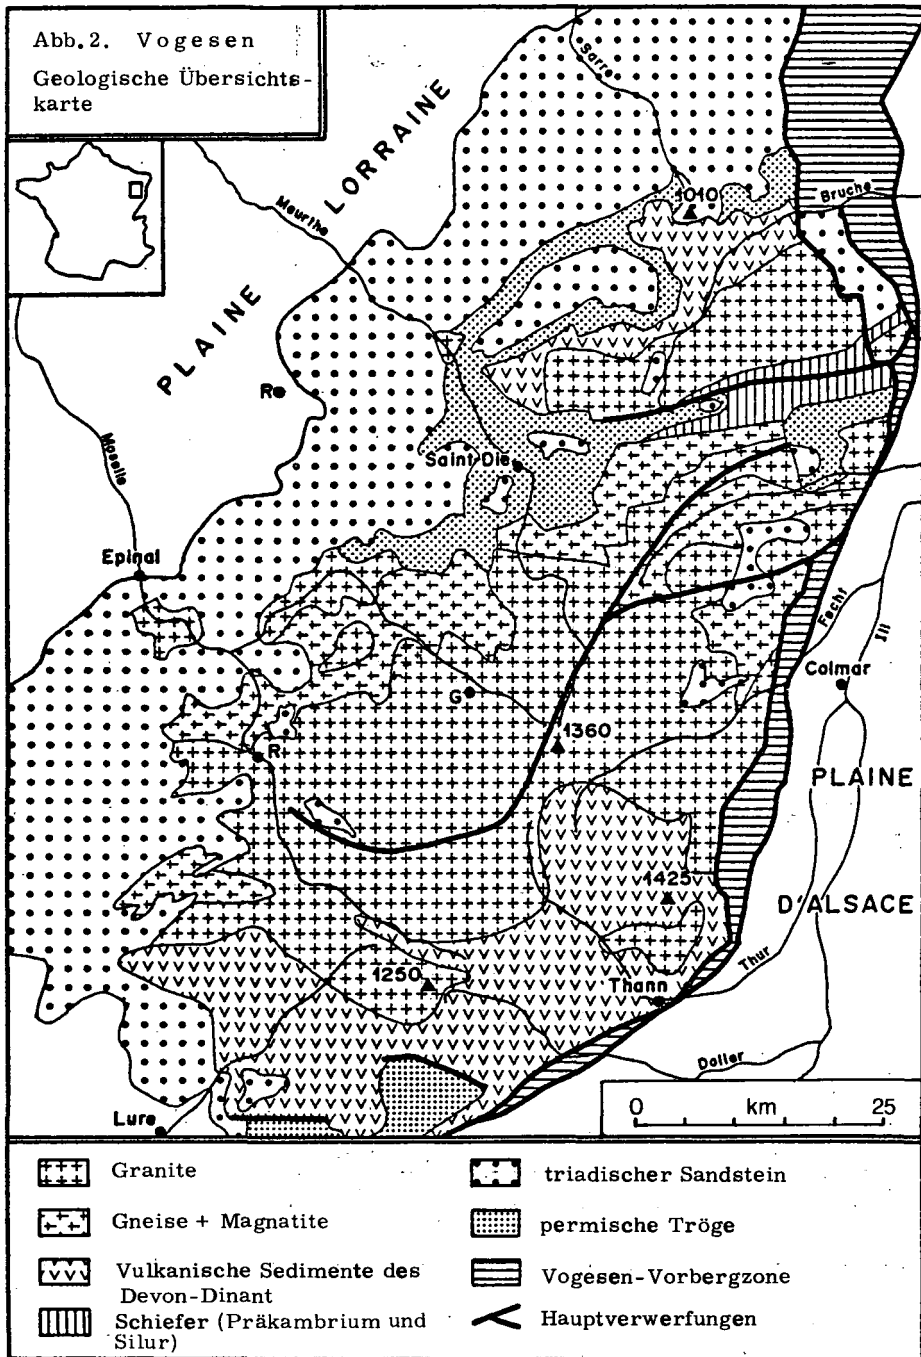 Abb. 2. Vogesen
Geologische Übersichts-
karte
Sarre
PLAINE LORRAINE
Meurthe
1010
Bruche
R
Moselle
Saint-Die
Epinal
Fecht
Ill
Colmar
G
R
1360
PLAINE
D'ALSACE
1425
1250
Thann
Thur
Doller
Lure
0 km 25
Granite
Gneise + Magnatite
Vulkanische Sedimente des
Devon-Dinant
Schiefer (Präkambrium und
Silur)
triadischer Sandstein
permische Tröge
Vogesen-Vorbergzone
Hauptverwerfungen